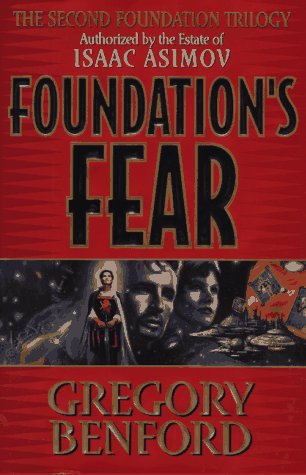 THE SECOND FOUNDATION TRILOGY
Authorized by the Estate of
ISAAC ASIMOV
FOUNDATION'S
FEAR
GREGORY
BENFORD